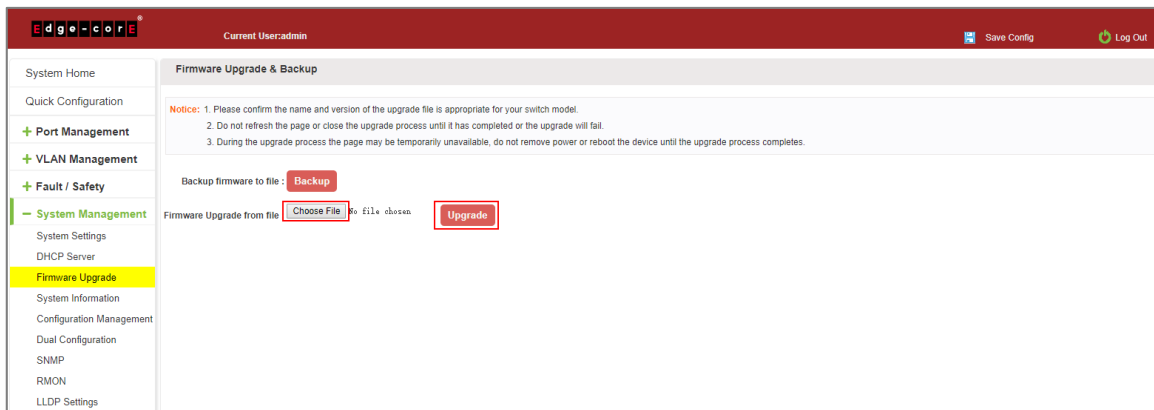 Edge-corE®
Current User:admin
Save Config
Log Out
System Home
Quick Configuration
+ Port Management
+ VLAN Management
+ Fault / Safety
− System Management
System Settings
DHCP Server
Firmware Upgrade
System Information
Configuration Management
Dual Configuration
SNMP
RMON
LLDP Settings
Firmware Upgrade & Backup
Notice: 1. Please confirm the name and version of the upgrade file is appropriate for your switch model.
2. Do not refresh the page or close the upgrade process until it has completed or the upgrade will fail.
3. During the upgrade process the page may be temporarily unavailable, do not remove power or reboot the device until the upgrade process completes.
Backup firmware to file : Backup
Firmware Upgrade from file Choose File No file chosen Upgrade